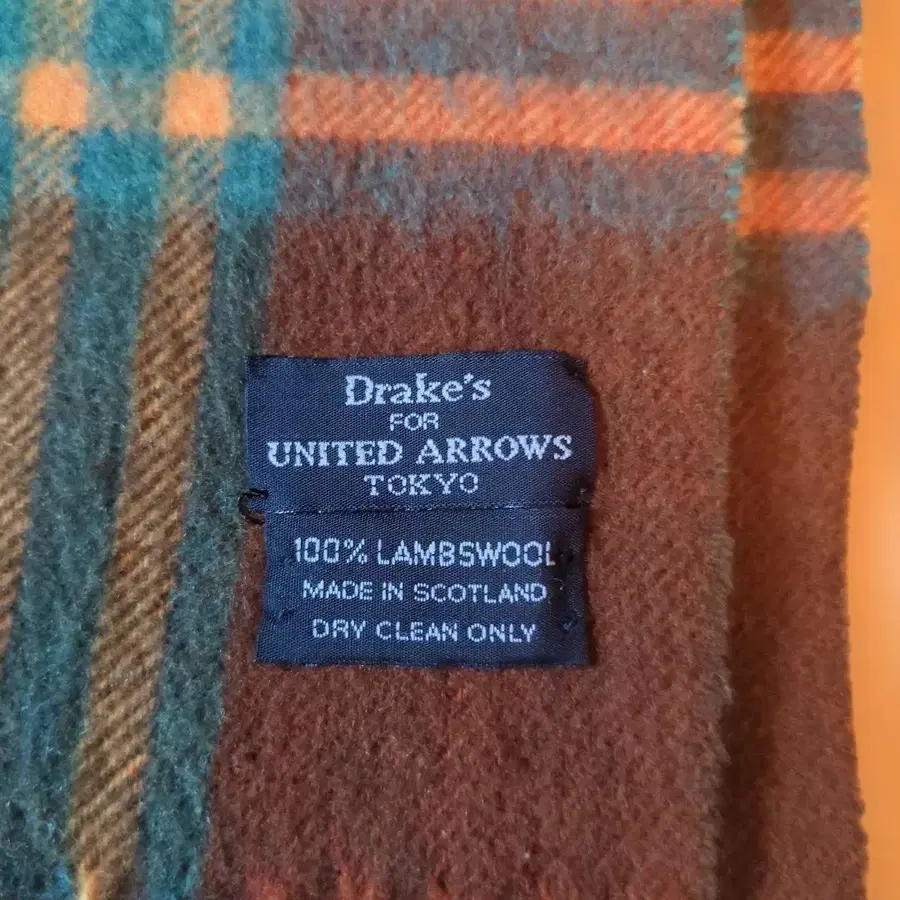 Drake's
FOR
UNITED ARROWS
TOKYO
100% LAMBSWOOL
MADE IN SCOTLAND
DRY CLEAN ONLY